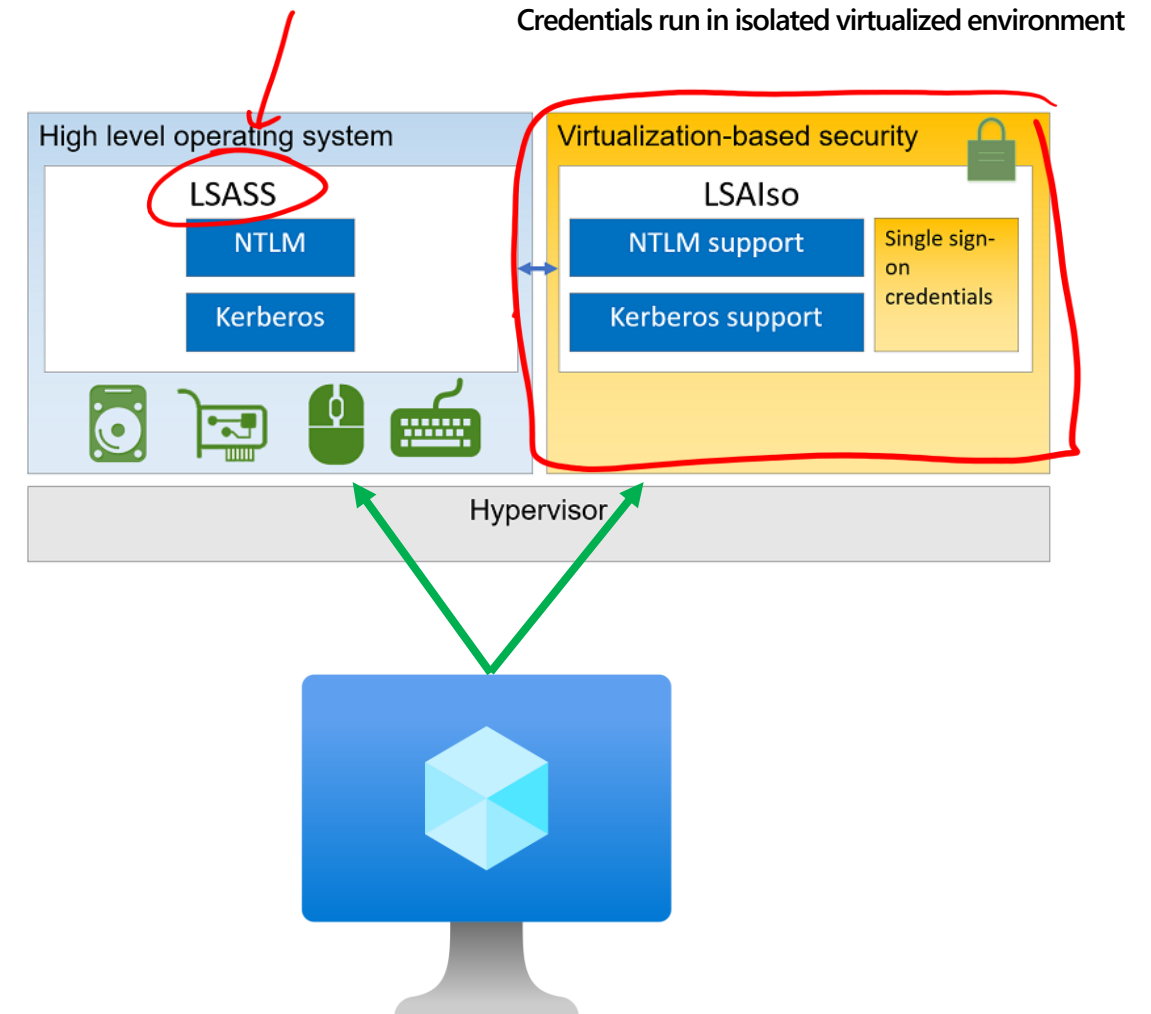 Credentials run in isolated virtualized environment
High level operating system
LSASS
NTLM
Kerberos
Virtualization-based security
LSAIso
NTLM support
Kerberos support
Single sign-
on
credentials
Hypervisor